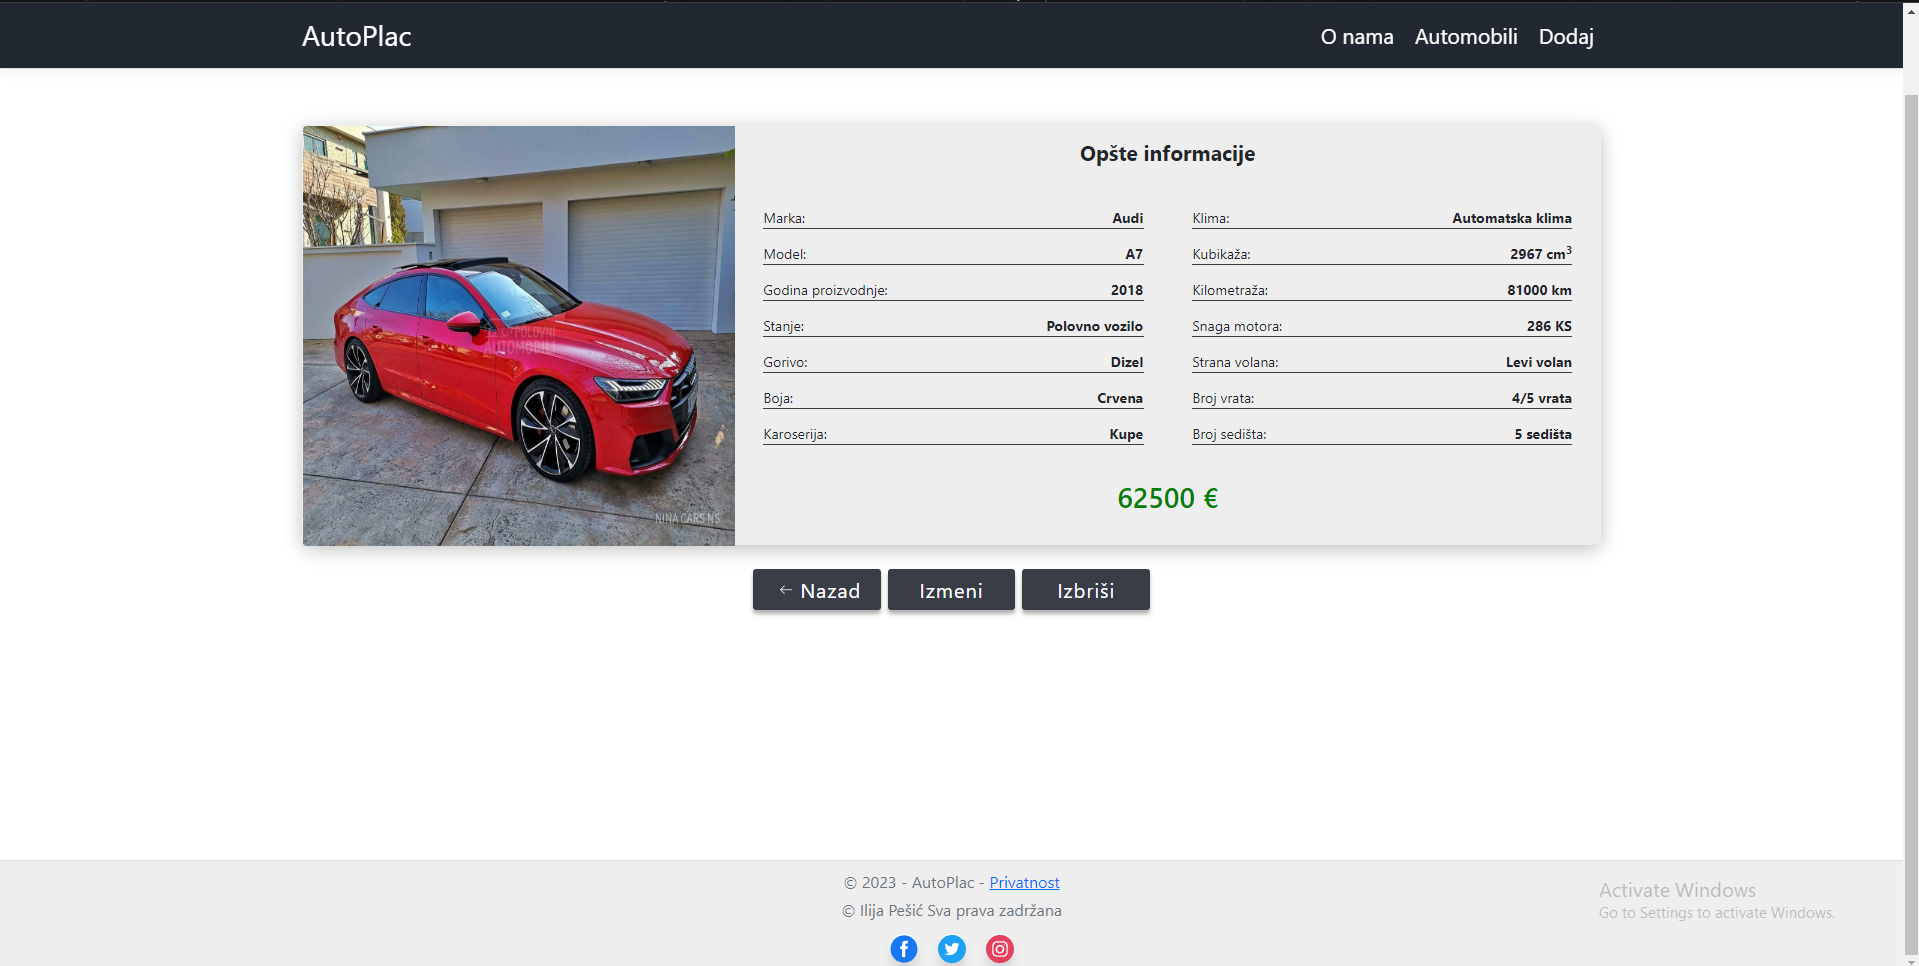 AutoPlac
O nama Automobili Dodaj
Opšte informacije
Marka: Audi
Model: A7
Godina proizvodnje: 2018
Stanje: Polovno vozilo
Gorivo: Dizel
Boja: Crvena
Karoserija: Kupe
Klima: Automatska klima
Kubikaža: 2967 cm³
Kilometraža: 81000 km
Snaga motora: 286 KS
Strana volana: Levi volan
Broj vrata: 4/5 vrata
Broj sedišta: 5 sedišta
62500 €
POLOVNI
AUTOMOBILI
NINA CARS NS
← Nazad Izmeni Izbriši
© 2023 - AutoPlac - Privatnost
© Ilija Pešić Sva prava zadržana
Activate Windows
Go to Settings to activate Windows.